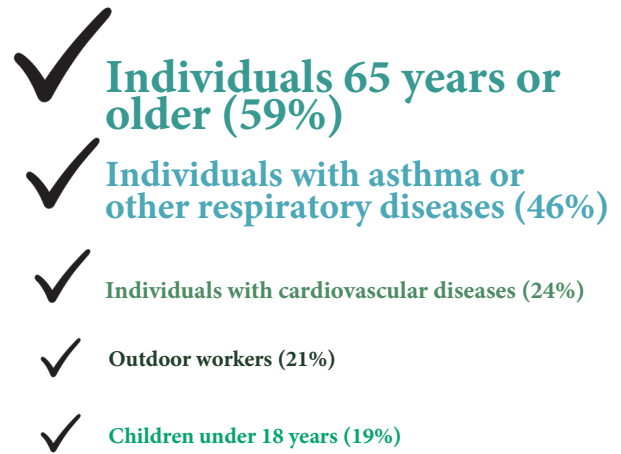 Individuals 65 years or
older (59%)
Individuals with asthma or
other respiratory diseases (46%)
Individuals with cardiovascular diseases (24%)
Outdoor workers (21%)
Children under 18 years (19%)